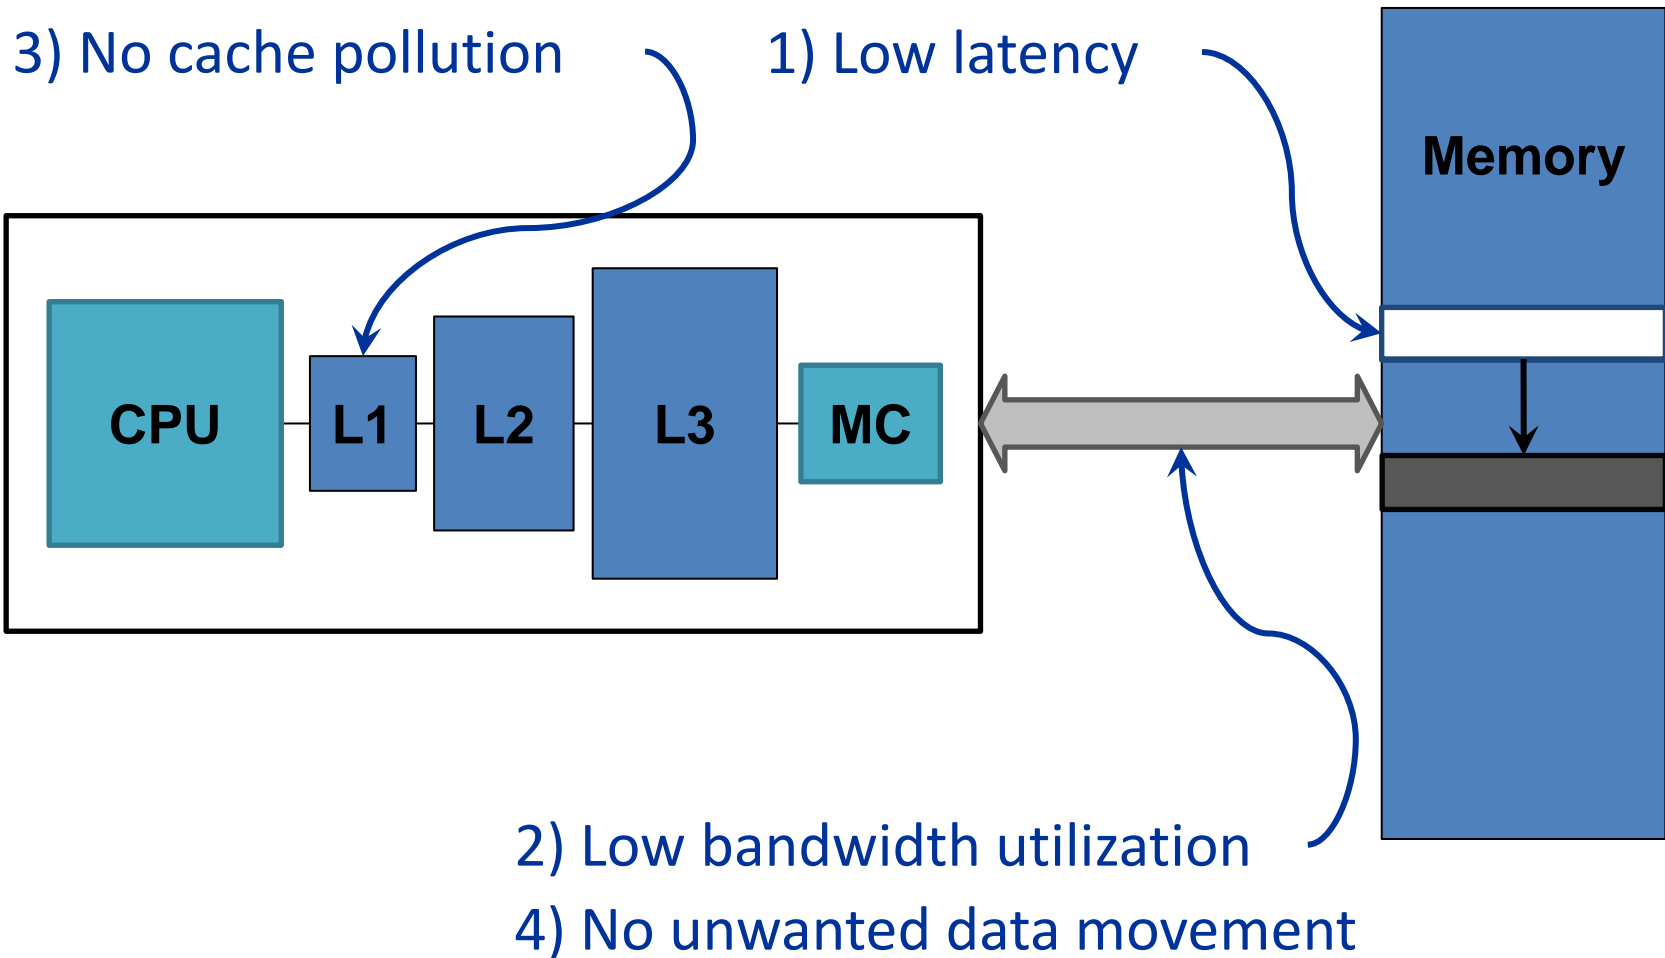 3) No cache pollution
1) Low latency
Memory
CPU
L1
L2
L3
MC
2) Low bandwidth utilization
4) No unwanted data movement